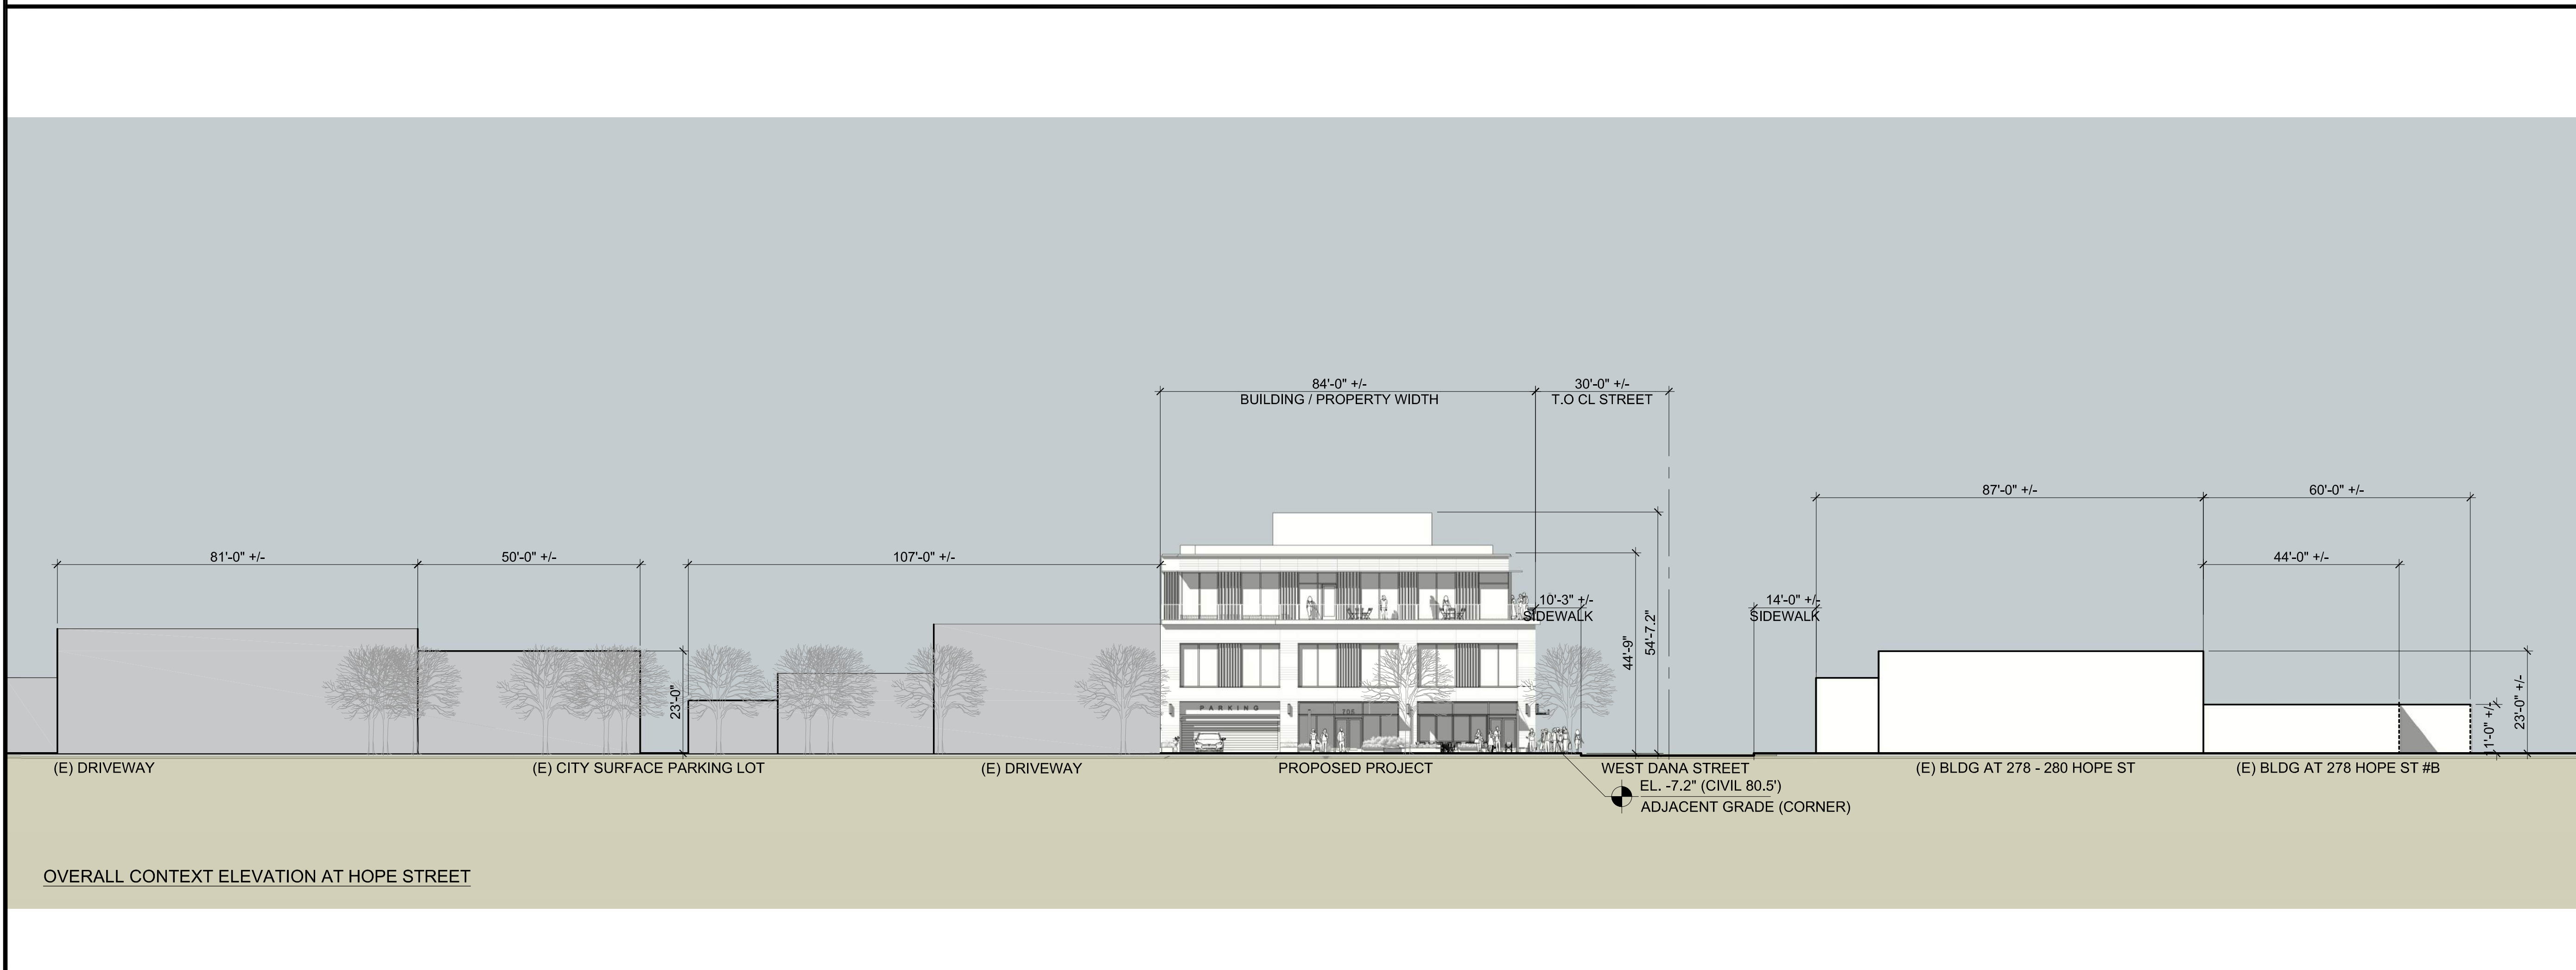 84'-0" +/-
BUILDING / PROPERTY WIDTH
30'-0" +/-
T.O CL STREET
87'-0" +/-
60'-0" +/-
81'-0" +/-
50'-0" +/-
107'-0" +/-
44'-0" +/-
10'-3" +/-
SIDEWALK
14'-0" +/-
SIDEWALK
44'-9"
54'-7.2"
23'-0"
23'-0" +/-
11'-0" +/-
PARKING
706
(E) DRIVEWAY
(E) CITY SURFACE PARKING LOT
(E) DRIVEWAY
PROPOSED PROJECT
WEST DANA STREET
(E) BLDG AT 278 - 280 HOPE ST
(E) BLDG AT 278 HOPE ST #B
EL. -7.2" (CIVIL 80.5')
ADJACENT GRADE (CORNER)
OVERALL CONTEXT ELEVATION AT HOPE STREET